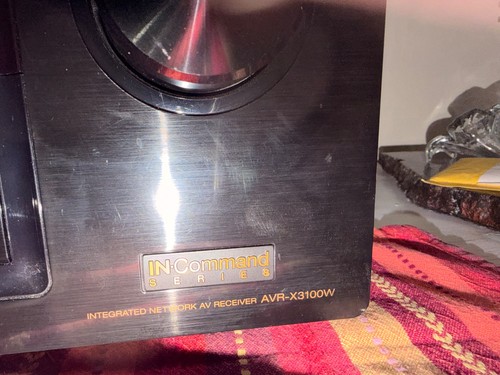 IN·Command
SERIES
INTEGRATED NETWORK AV RECEIVER AVR-X3100W